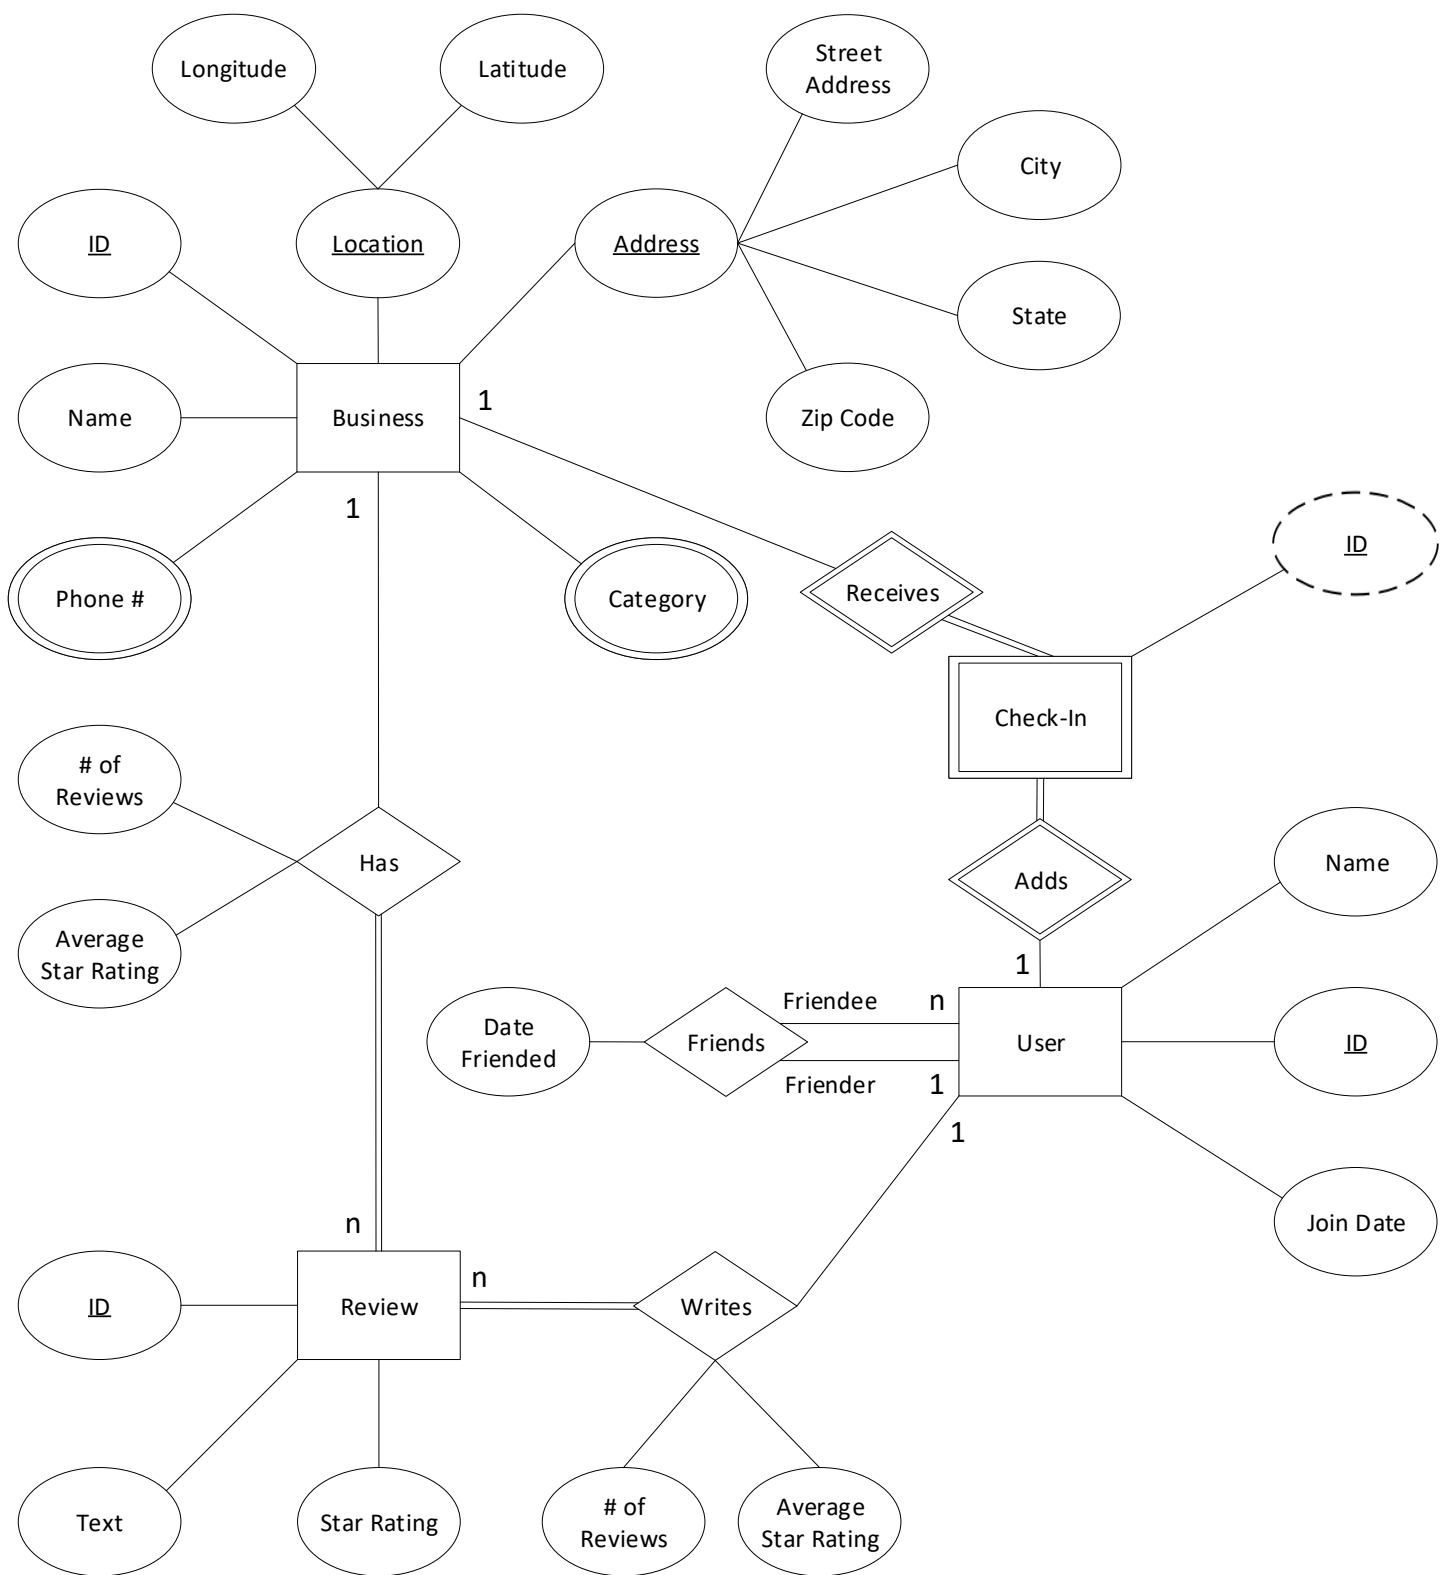 Longitude
Latitude
Street
Address
City
ID
Location
Address
State
Name
Business
1
Zip Code
1
ID
Phone #
Category
Receives
Check-In
# of
Reviews
Has
Adds
Name
Average
Star Rating
1
Date
Friended
Friends
Friendee
n
User
ID
Friender
1
1
n
Join Date
ID
Review
n
Writes
Text
Star Rating
# of
Reviews
Average
Star Rating